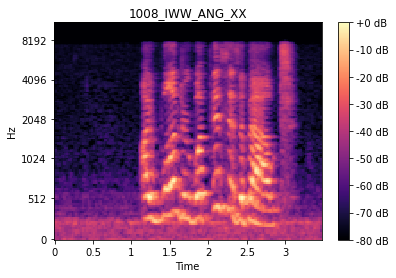 1008_IWW_ANG_XX
+0 dB
8192
-10 dB
4096
-20 dB
-30 dB
2048
Hz
-40 dB
1024
-50 dB
-60 dB
512
-70 dB
0
-80 dB
0 0.5 1 1.5 2 2.5 3
Time